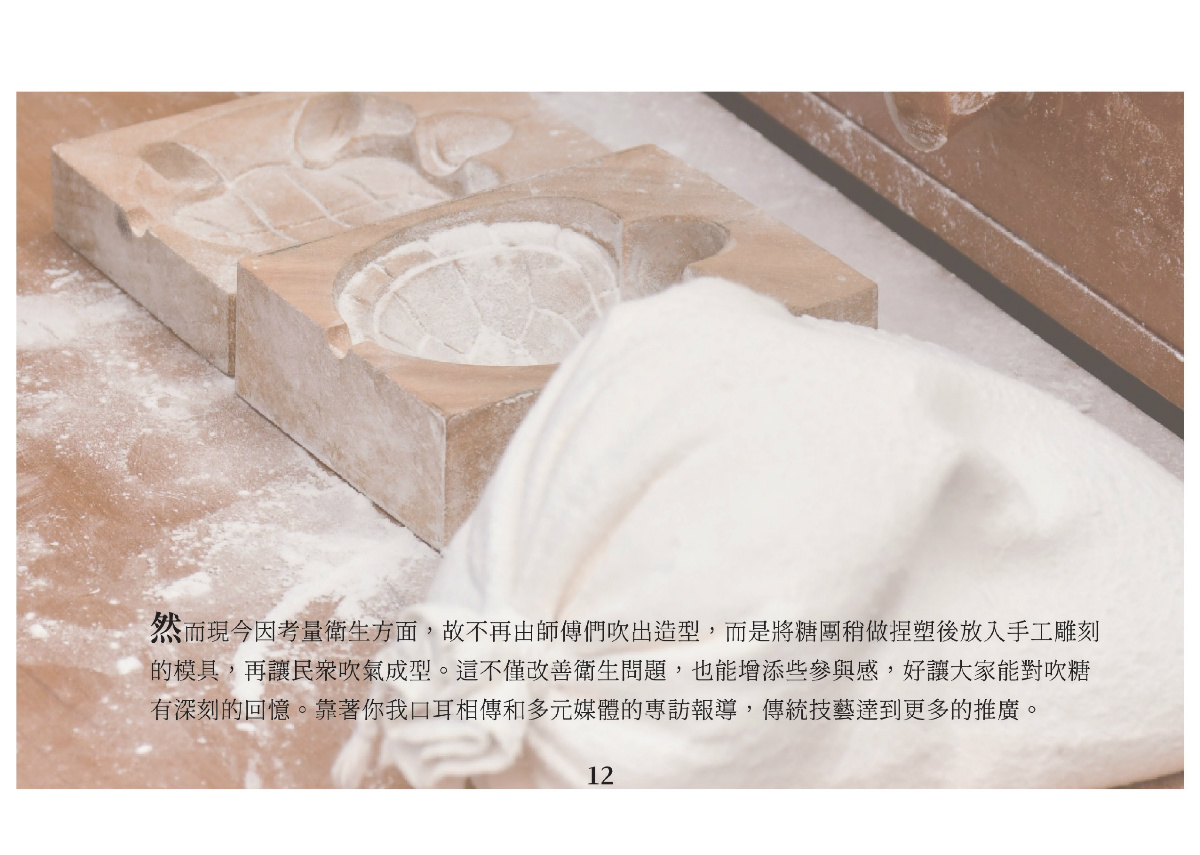 然而現今因考量衛生方面，故不再由師傅們吹出造型，而是將糖團稍做捏塑後放入手工雕刻
的模具，再讓民眾吹氣成型。這不僅改善衛生問題，也能增添些參與感，好讓大家能對吹糖
有深刻的回憶。靠著你我口耳相傳和多元媒體的專訪報導，傳統技藝達到更多的推廣。
12